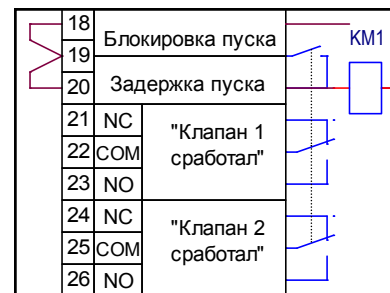 18
Блокировка пуска
KM1
19
20
Задержка пуска
21 NC
"Клапан 1
22 COM
сработал"
23 NO
24 NC
"Клапан 2
25 COM
сработал"
26 NO